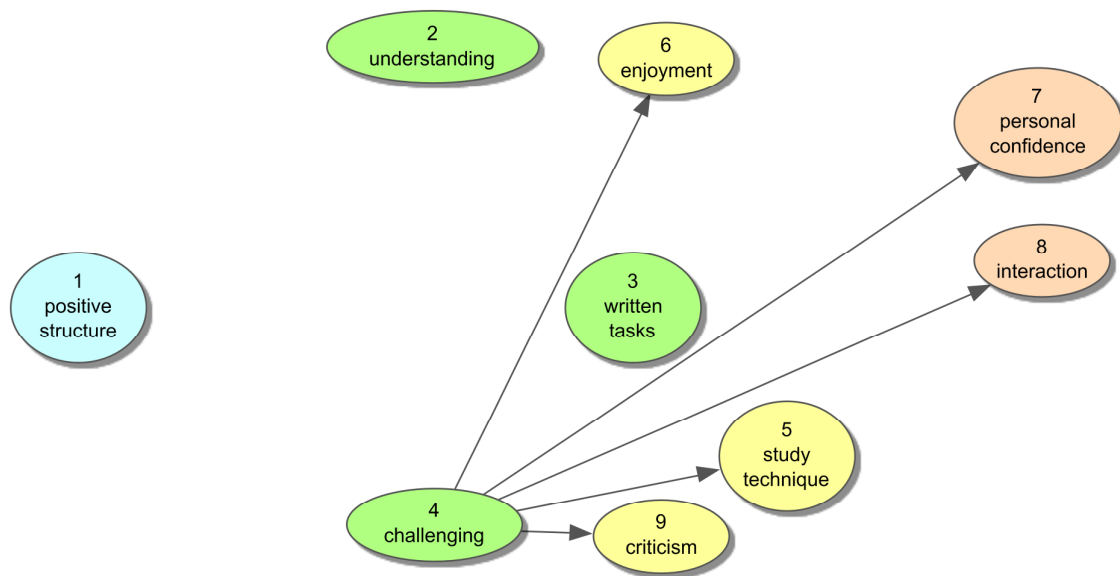 2
understanding
6
enjoyment
7
personal
confidence
1
positive
structure
3
written
tasks
8
interaction
5
study
technique
4
challenging
9
criticism